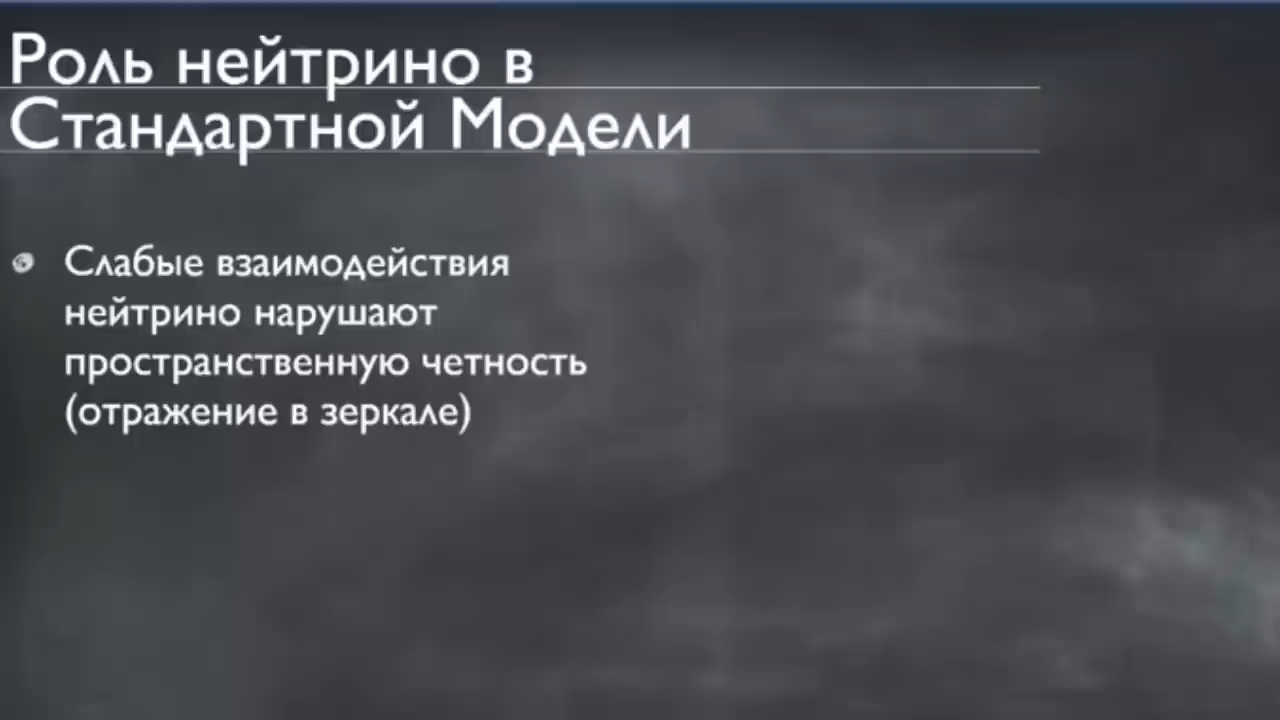 Роль нейтрино в
Стандартной Модели
Слабые взаимодействия
нейтрино нарушают
пространственную четность
(отражение в зеркале)